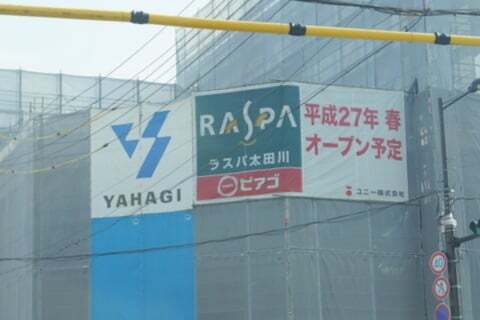 YAHAGI
RASPA
ラスパ太田川
ピアゴ
平成27年 春
オープン予定
ユニー株式会社